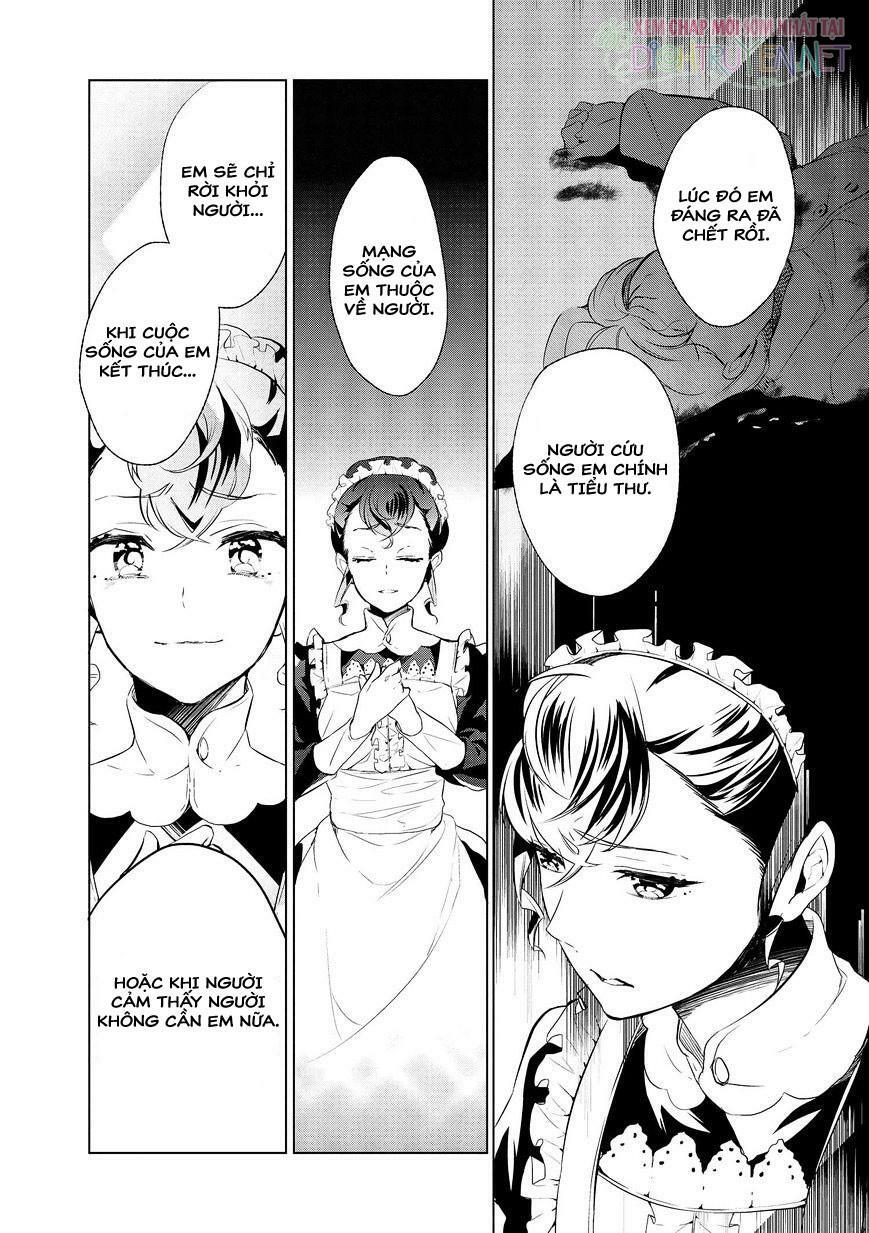 XEM CHAP MỚI SỚM NHẤT TẠI
DICHTRUYEN.NET
LÚC ĐÓ EM
ĐÁNG RA ĐÃ
CHẾT RỒI.
NGƯỜI CỨU
SỐNG EM CHÍNH
LÀ TIỂU THƯ.
MẠNG
SỐNG CỦA
EM THUỘC
VỀ NGƯỜI.
EM SẼ CHỈ
RỜI KHỎI
NGƯỜI...
KHI CUỘC
SỐNG CỦA EM
KẾT THÚC...
HOẶC KHI NGƯỜI
CẢM THẤY NGƯỜI
KHÔNG CẦN EM NỮA.